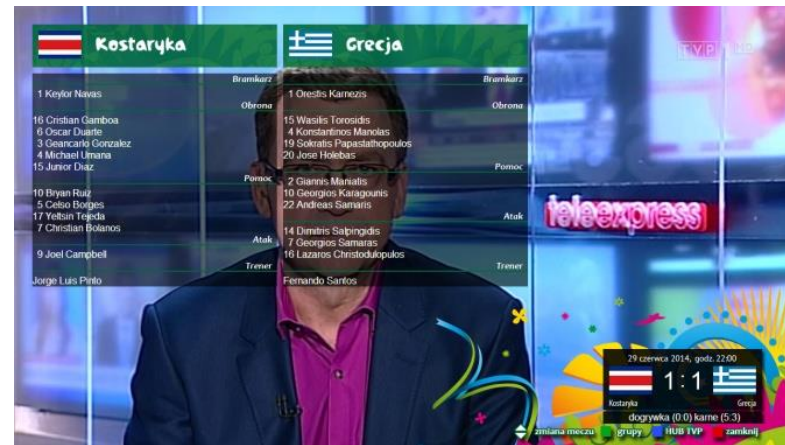 Kostaryka
Bramkarz
1 Keylor Navas
Obrona
16 Cristian Gamboa
6 Oscar Duarte
3 Geancarlo Gonzalez
4 Michael Umana
15 Junior Diaz
Pomoc
10 Bryan Ruiz
5 Celso Borges
17 Yeltsin Tejeda
7 Christian Bolanos
Atak
9 Joel Campbell
Trener
Jorge Luis Pinto
Grecja
Bramkarz
1 Orestis Karnezis
Obrona
15 Wasilis Torosidis
4 Konstantinos Manolas
19 Sokratis Papastathopoulos
20 Jose Holebas
Pomoc
2 Giannis Maniatis
10 Georgios Karagounis
22 Andreas Samaris
Atak
14 Dimitris Salpingidis
7 Georgios Samaras
16 Lazaros Christodulopulos
Trener
Fernando Santos
TVP1 HD
teleexpress
29 czerwca 2014, godz. 22:00
1 : 1
Kostaryka Grecja
dogrywka (0:0) karne (5:3)
zmiana meczu grupy HUB TVP zamknij